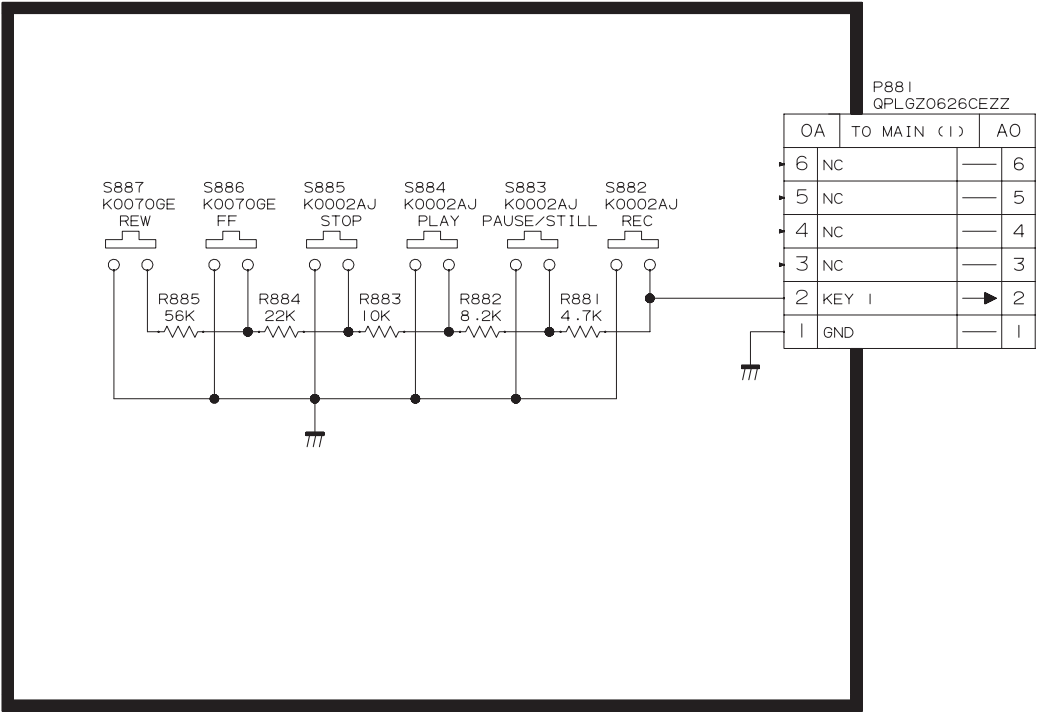 P881
QPLGZ0626CEZZ
OA TO MAIN (1) AO
6 NC 6
5 NC 5
4 NC 4
3 NC 3
2 KEY 1 2
1 GND 1
S887 S886 S885 S884 S883 S882
K0070GE K0070GE K0002AJ K0002AJ K0002AJ K0002AJ
REW FF STOP PLAY PAUSE/STILL REC
R885 R884 R883 R882 R881
56K 22K 10K 8.2K 4.7K